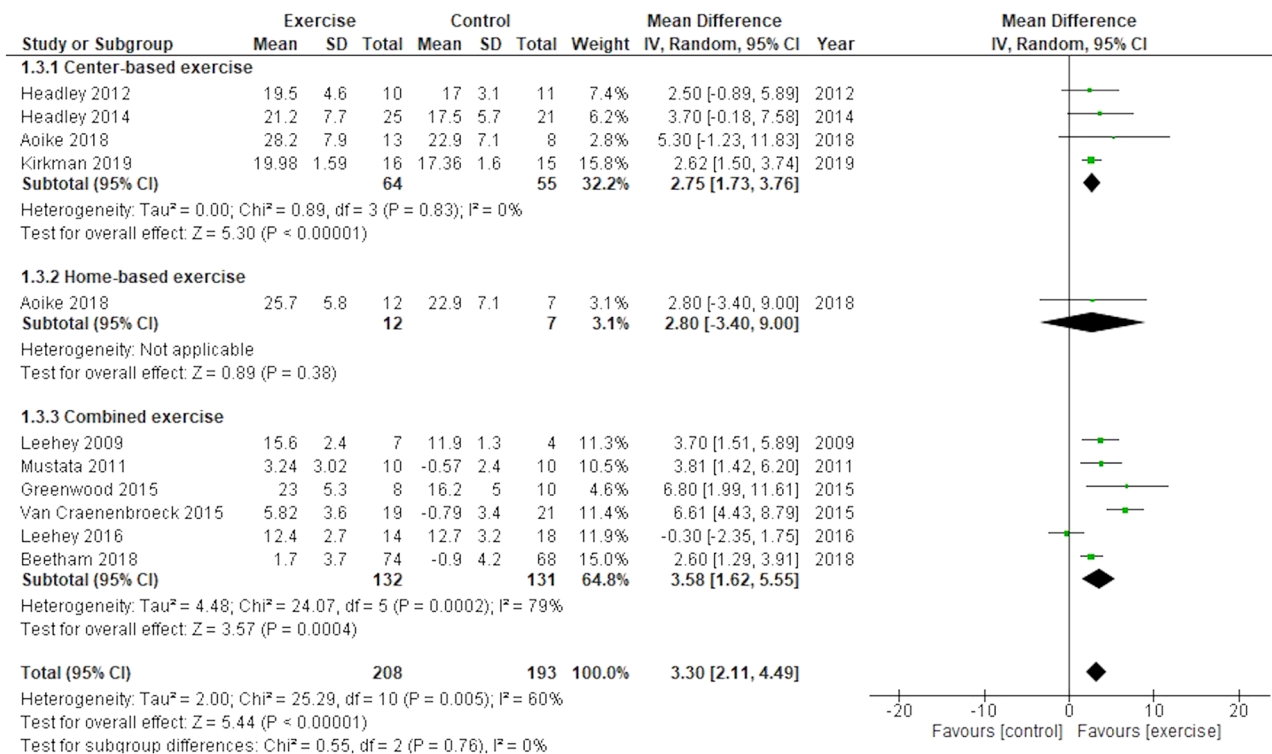 Exercise Control Mean Difference Mean Difference
Study or Subgroup Mean SD Total Mean SD Total Weight IV, Random, 95% CI Year IV, Random, 95% CI
1.3.1 Center-based exercise
Headley 2012 19.5 4.6 10 17 3.1 11 7.4% 2.50 [-0.89, 5.89] 2012
Headley 2014 21.2 7.7 25 17.5 5.7 21 6.2% 3.70 [-0.18, 7.58] 2014
Aoike 2018 28.2 7.9 13 22.9 7.1 8 2.8% 5.30 [-1.23, 11.83] 2018
Kirkman 2019 19.98 1.59 16 17.36 1.6 15 15.8% 2.62 [1.50, 3.74] 2019
Subtotal (95% CI) 64 55 32.2% 2.75 [1.73, 3.76]
Heterogeneity: Tau² = 0.00; Chi² = 0.89, df = 3 (P = 0.83); I² = 0%
Test for overall effect: Z = 5.30 (P < 0.00001)
1.3.2 Home-based exercise
Aoike 2018 25.7 5.8 12 22.9 7.1 7 3.1% 2.80 [-3.40, 9.00] 2018
Subtotal (95% CI) 12 7 3.1% 2.80 [-3.40, 9.00]
Heterogeneity: Not applicable
Test for overall effect: Z = 0.89 (P = 0.38)
1.3.3 Combined exercise
Leehey 2009 15.6 2.4 7 11.9 1.3 4 11.3% 3.70 [1.51, 5.89] 2009
Mustata 2011 3.24 3.02 10 -0.57 2.4 10 10.5% 3.81 [1.42, 6.20] 2011
Greenwood 2015 23 5.3 8 16.2 5 10 4.6% 6.80 [1.99, 11.61] 2015
Van Craenenbroeck 2015 5.82 3.6 19 -0.79 3.4 21 11.4% 6.61 [4.43, 8.79] 2015
Leehey 2016 12.4 2.7 14 12.7 3.2 18 11.9% -0.30 [-2.35, 1.75] 2016
Beetham 2018 1.7 3.7 74 -0.9 4.2 68 15.0% 2.60 [1.29, 3.91] 2018
Subtotal (95% CI) 132 131 64.8% 3.58 [1.62, 5.55]
Heterogeneity: Tau² = 4.48; Chi² = 24.07, df = 5 (P = 0.0002); I² = 79%
Test for overall effect: Z = 3.57 (P = 0.0004)
Total (95% CI) 208 193 100.0% 3.30 [2.11, 4.49]
Heterogeneity: Tau² = 2.00; Chi² = 25.29, df = 10 (P = 0.005); I² = 60%
Test for overall effect: Z = 5.44 (P < 0.00001)
Test for subgroup differences: Chi² = 0.55, df = 2 (P = 0.76), I² = 0%
-20 -10 0 10 20
Favours [control] Favours [exercise]